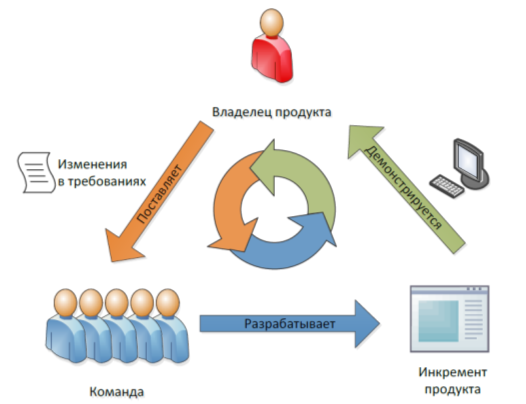 Владелец продукта
Изменения
в требованиях
Поставляет
Демонстрируется
Разрабатывает
Команда
Инкремент
продукта